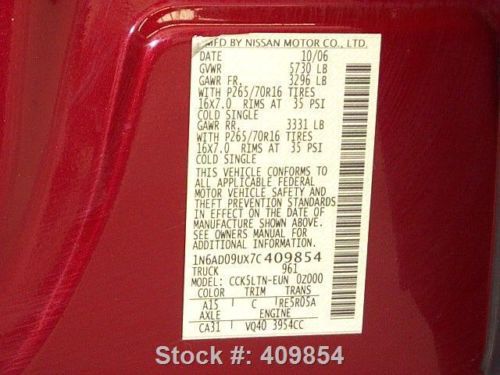 MFD BY NISSAN MOTOR CO., LTD.
DATE 10/06
GVWR 5730 LB
GAWR FR. 3296 LB
WITH P265/70R16 TIRES
16X7.0 RIMS AT 35 PSI
COLD SINGLE
GAWR RR. 3331 LB
WITH P265/70R16 TIRES
16X7.0 RIMS AT 35 PSI
COLD SINGLE
THIS VEHICLE CONFORMS TO
ALL APPLICABLE FEDERAL
MOTOR VEHICLE SAFETY AND
THEFT PREVENTION STANDARDS
IN EFFECT ON THE DATE OF
MANUFACTURE SHOWN ABOVE.
SEE OWNERS MANUAL FOR
ADDITIONAL INFORMATION.
1N6AD09UX7C409854
TRUCK 961
MODEL: CCK5LTN-EUN 0Z000
COLOR TRIM TRANS
A15 C RE5R05A
AXLE ENGINE
CA31 VQ40 3954CC
Stock #: 409854